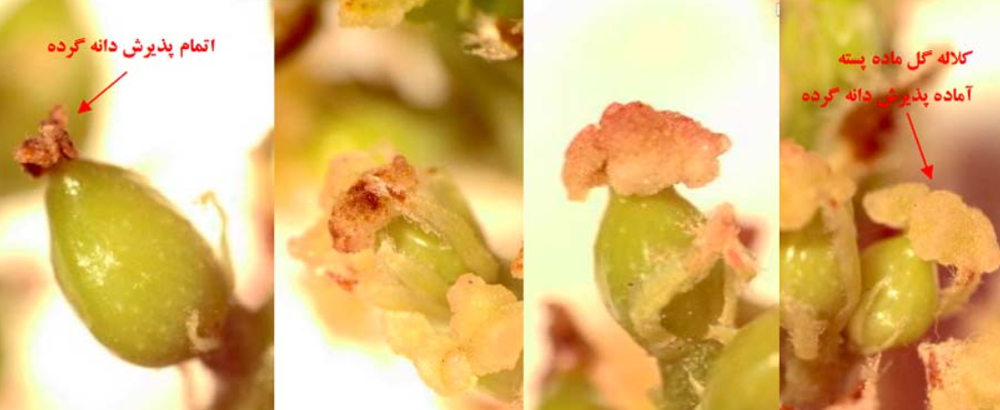 کلاله گل ماده پسته
آماده پذیرش دانه گرده
اتمام پذیرش دانه گرده